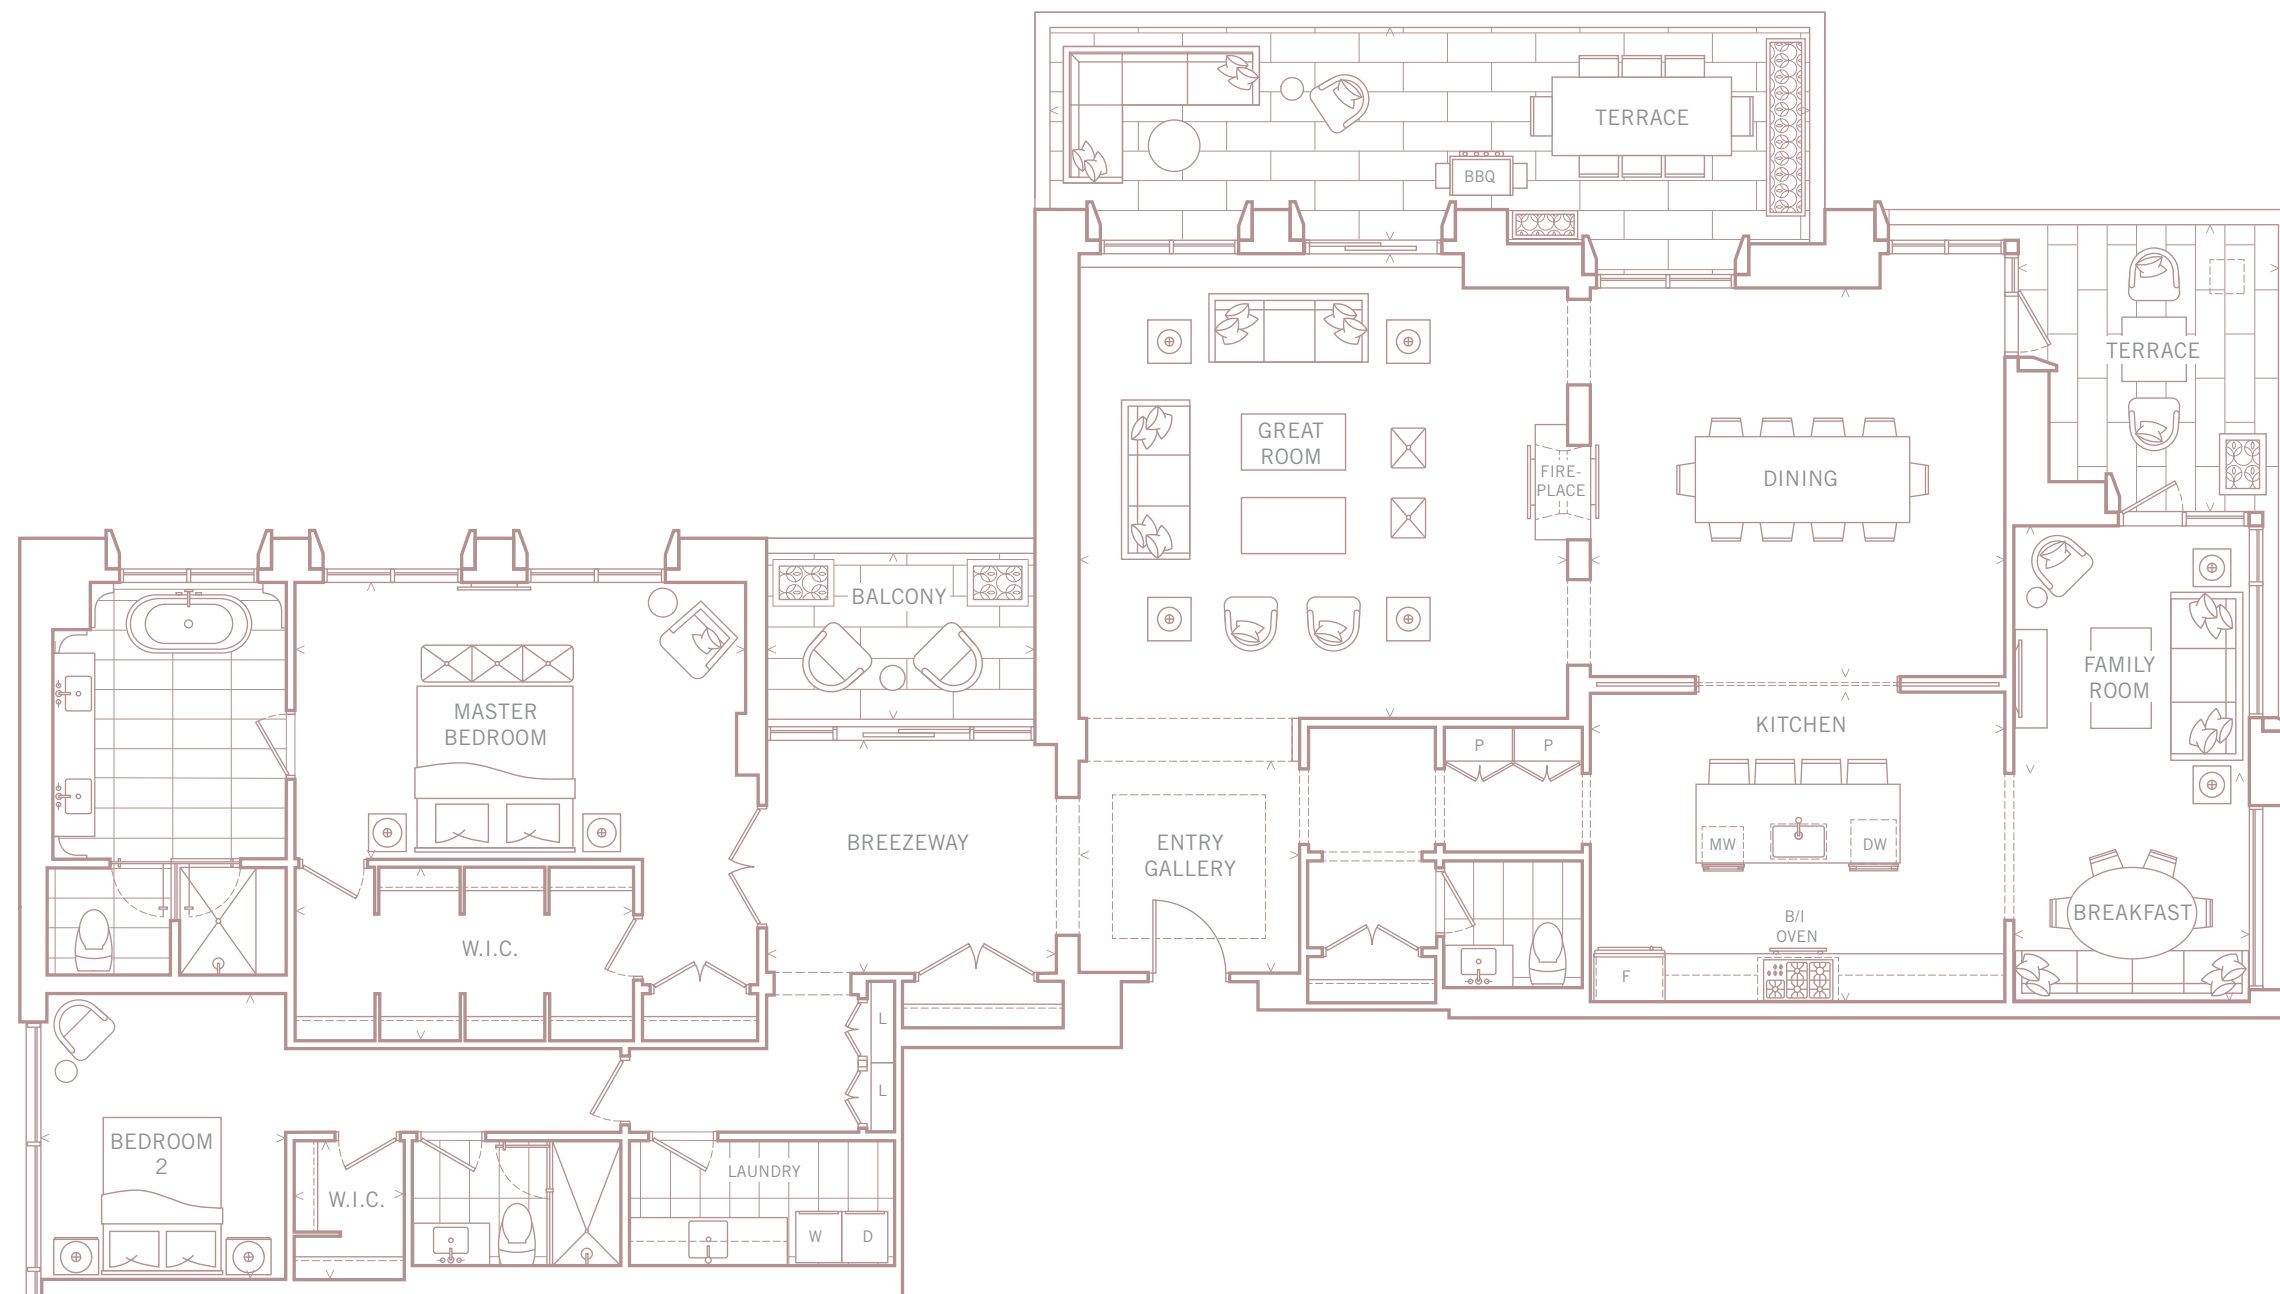 TERRACE
BBQ
TERRACE
GREAT
ROOM
FIRE-
PLACE
DINING
BALCONY
MASTER
BEDROOM
FAMILY
ROOM
KITCHEN
P
P
BREEZEWAY
ENTRY
GALLERY
MW
DW
W.I.C.
B/I
OVEN
BREAKFAST
F
L
L
BEDROOM
2
W.I.C.
LAUNDRY
W
D